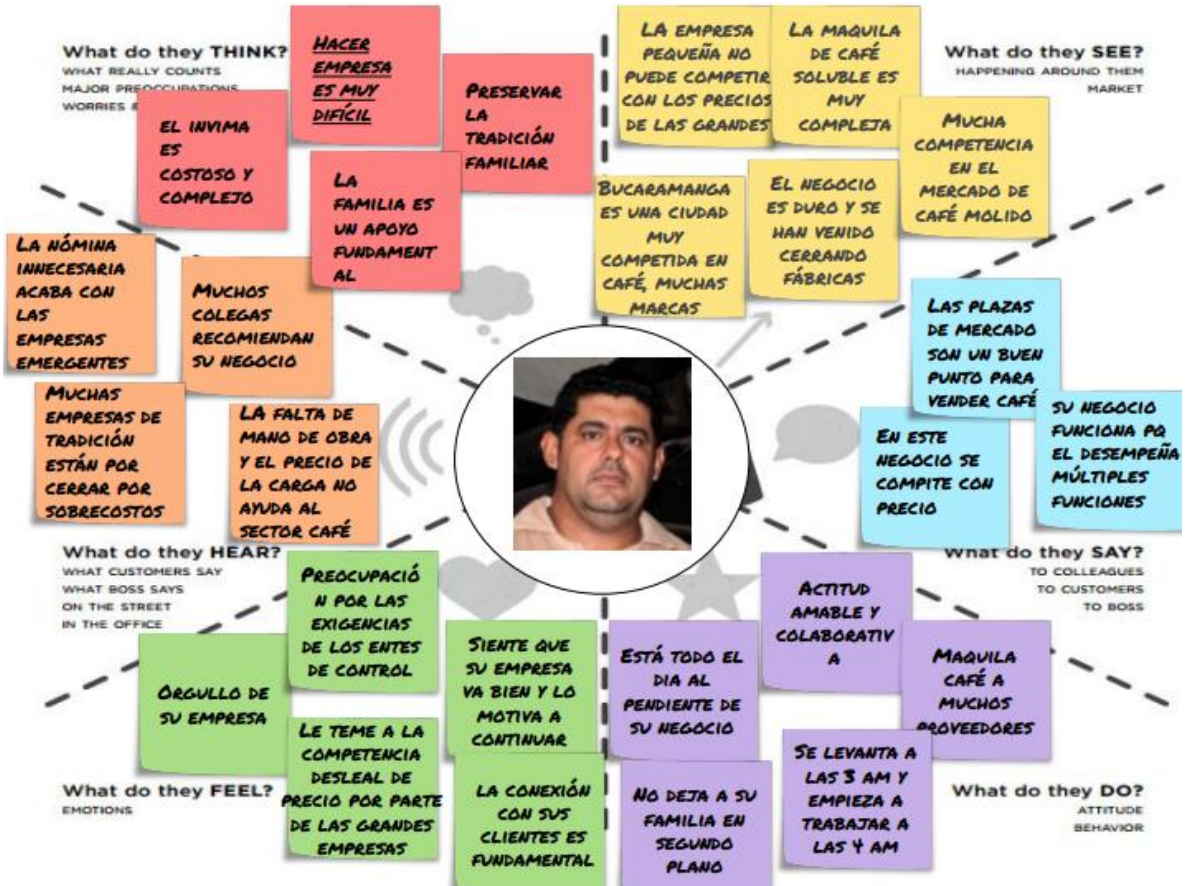 What do they THINK?
WHAT REALLY COUNTS
MAJOR PREOCCUPATIONS
WORRIES &
HACER
EMPRESA
ES MUY
DIFÍCIL
PRESERVAR
LA
TRADICIÓN
FAMILIAR
EL INVIMA
ES
COSTOSO Y
COMPLEJO
LA
FAMILIA ES
UN APOYO
FUNDAMENT
AL
What do they SEE?
HAPPENING AROUND THEM
MARKET
LA EMPRESA
PEQUEÑA NO
PUEDE COMPETIR
CON LOS PRECIOS
DE LAS GRANDES
LA MAQUILA
DE CAFÉ
SOLUBLE ES
MUY
COMPLEJA
MUCHA
COMPETENCIA
EN EL
MERCADO DE
CAFÉ MOLIDO
BUCARAMANGA
ES UNA CIUDAD
MUY
COMPETIDA EN
CAFÉ, MUCHAS
MARCAS
EL NEGOCIO
ES DURO Y SE
HAN VENIDO
CERRANDO
FÁBRICAS
LA NÓMINA
INNECESARIA
ACABA CON
LAS
EMPRESAS
EMERGENTES
MUCHOS
COLEGAS
RECOMIENDAN
SU NEGOCIO
MUCHAS
EMPRESAS DE
TRADICIÓN
ESTÁN POR
CERRAR POR
SOBRECOSTOS
LA FALTA DE
MANO DE OBRA
Y EL PRECIO DE
LA CARGA NO
AYUDA AL
SECTOR CAFÉ
What do they HEAR?
WHAT CUSTOMERS SAY
WHAT BOSS SAYS
ON THE STREET
IN THE OFFICE
LAS PLAZAS
DE MERCADO
SON UN BUEN
PUNTO PARA
VENDER CAFÉ
EN ESTE
NEGOCIO SE
COMPITE CON
PRECIO
SU NEGOCIO
FUNCIONA PQ
EL DESEMPEÑA
MÚLTIPLES
FUNCIONES
What do they SAY?
TO COLLEAGUES
TO CUSTOMERS
TO BOSS
PREOCUPACIÓ
N POR LAS
EXIGENCIAS
DE LOS ENTES
DE CONTROL
ORGULLO DE
SU EMPRESA
SIENTE QUE
SU EMPRESA
VA BIEN Y LO
MOTIVA A
CONTINUAR
LE TEME A LA
COMPETENCIA
DESLEAL DE
PRECIO POR PARTE
DE LAS GRANDES
EMPRESAS
LA CONEXIÓN
CON SUS
CLIENTES ES
FUNDAMENTAL
What do they FEEL?
EMOTIONS
ACTITUD
AMABLE Y
COLABORATIV
A
ESTÁ TODO EL
DIA AL
PENDIENTE DE
SU NEGOCIO
MAQUILA
CAFÉ A
MUCHOS
PROVEEDORES
NO DEJA A SU
FAMILIA EN
SEGUNDO
PLANO
SE LEVANTA A
LAS 3 AM Y
EMPIEZA A
TRABAJAR A
LAS 4 AM
What do they DO?
ATTITUDE
BEHAVIOR